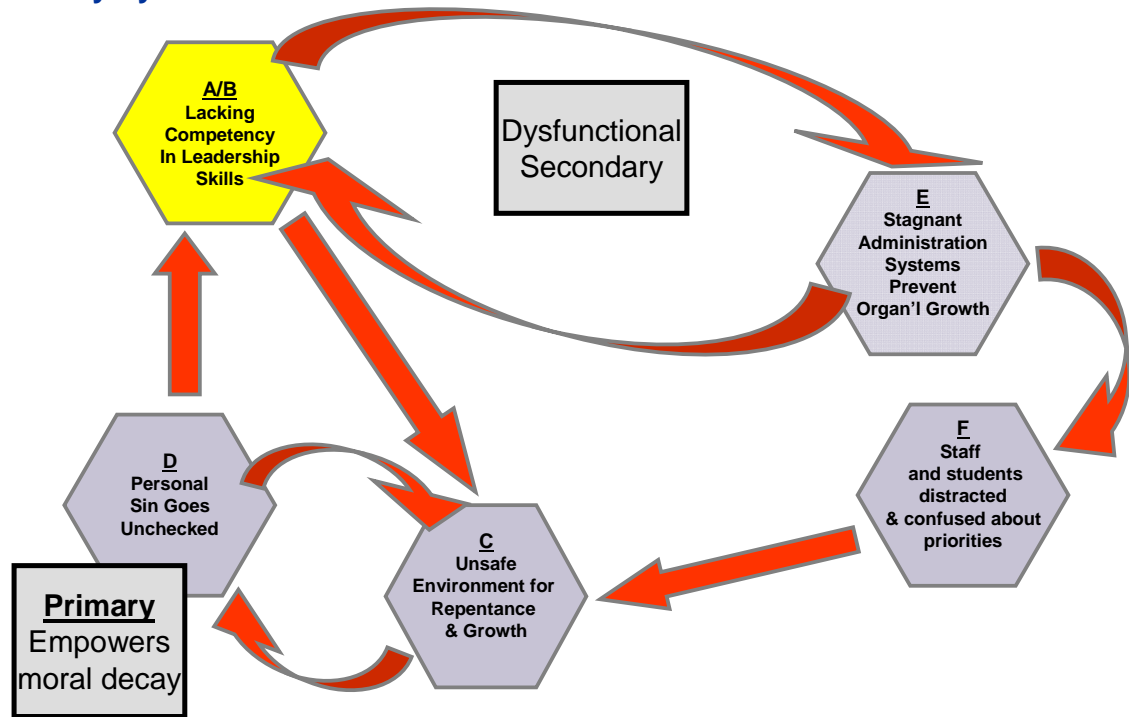 A/B
Lacking
Competency
In Leadership
Skills
Dysfunctional
Secondary
E
Stagnant
Administration
Systems
Prevent
Organ'l Growth
D
Personal
Sin Goes
Unchecked
F
Staff
and students
distracted
& confused about
priorities
C
Unsafe
Environment for
Repentance
& Growth
Primary
Empowers
moral decay